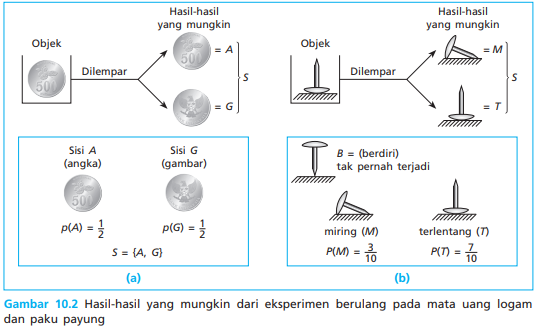 Hasil-hasil
yang mungkin
Objek
500
Dilempar
500
= A
= G
S
Sisi A
(angka)
Sisi G
(gambar)
500
p(A) = 1/2
p(G) = 1/2
S = {A, G}
(a)
Hasil-hasil
yang mungkin
Objek
Dilempar
= M
= T
S
B = (berdiri)
tak pernah terjadi
miring (M)
terlentang (T)
P(M) = 3/10
P(T) = 7/10
(b)
Gambar 10.2 Hasil-hasil yang mungkin dari eksperimen berulang pada mata uang logam
dan paku payung